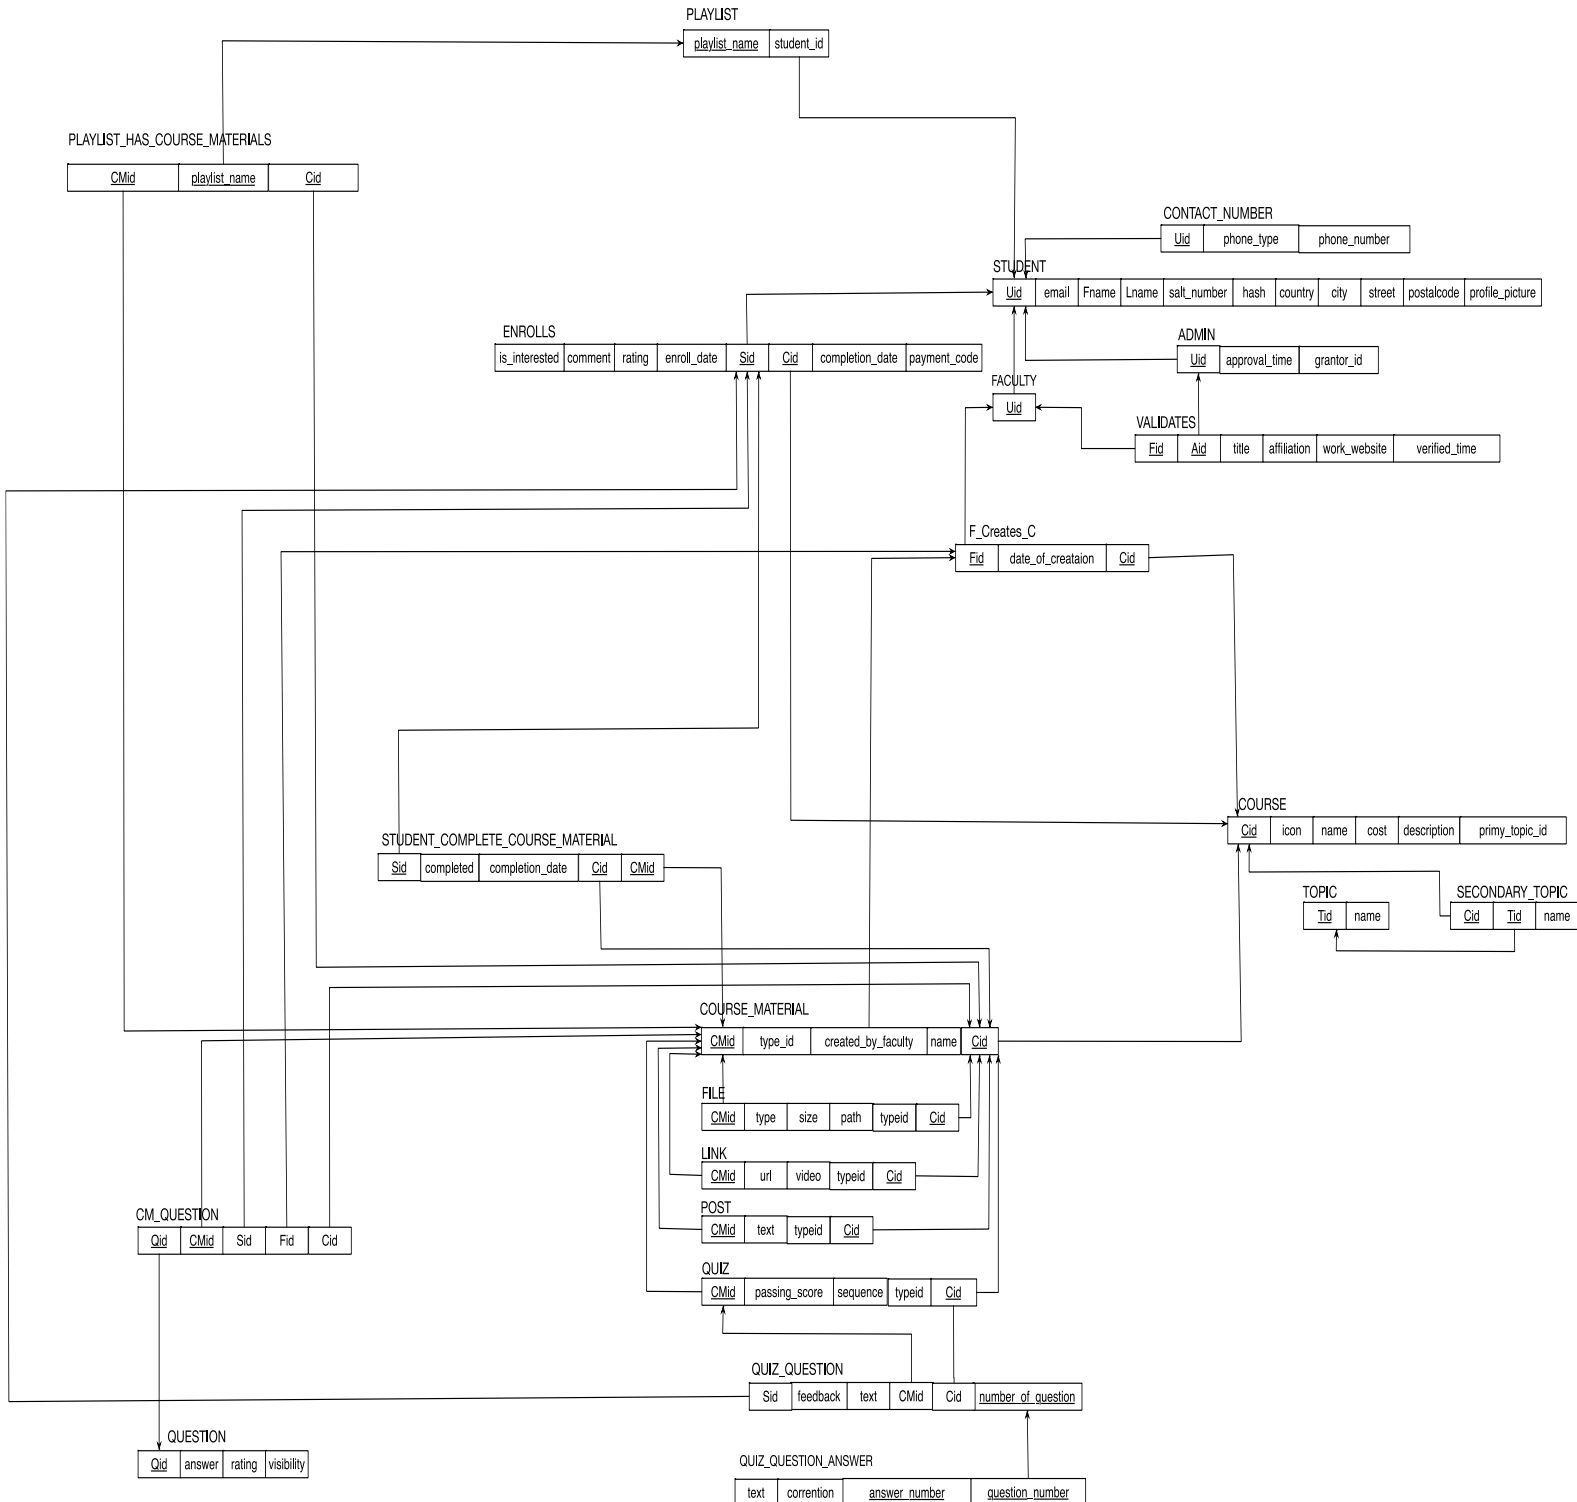 PLAYLIST
playlist_name student_id
PLAYLIST_HAS_COURSE_MATERIALS
CMid playlist_name Cid
CONTACT_NUMBER
Uid phone_type phone_number
STUDENT
Uid email Fname Lname salt_number hash country city street postalcode profile_picture
ENROLLS
is_interested comment rating enroll_date Sid Cid completion_date payment_code
ADMIN
Uid approval_time grantor_id
FACULTY
Uid
VALIDATES
Fid Aid title affiliation work_website verified_time
F_Creates_C
Fid date_of_creataion Cid
COURSE
Cid icon name cost description primy_topic_id
STUDENT_COMPLETE_COURSE_MATERIAL
Sid completed completion_date Cid CMid
TOPIC
Tid name
SECONDARY_TOPIC
Cid Tid name
COURSE_MATERIAL
CMid type_id created_by_faculty name Cid
FILE
CMid type size path typeid Cid
LINK
CMid url video typeid Cid
POST
CMid text typeid Cid
CM_QUESTION
Qid CMid Sid Fid Cid
QUIZ
CMid passing_score sequence typeid Cid
QUIZ_QUESTION
Sid feedback text CMid Cid number_of_question
QUESTION
Qid answer rating visibility
QUIZ_QUESTION_ANSWER
text corrention answer_number question_number